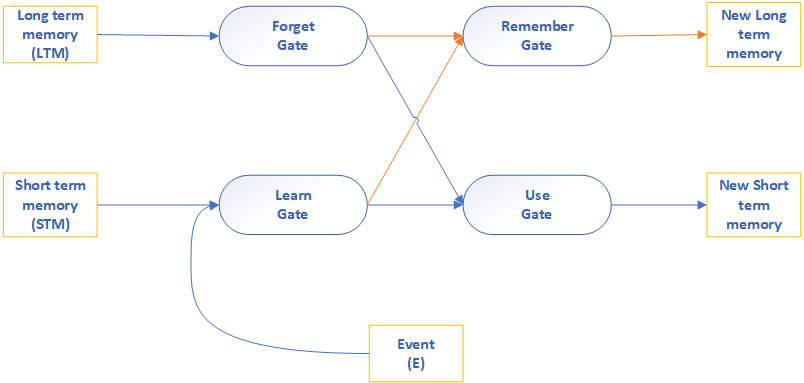 Long term
memory
(LTM)
Forget
Gate
Remember
Gate
New Long
term
memory
Short term
memory
(STM)
Learn
Gate
Use
Gate
New Short
term
memory
Event
(E)